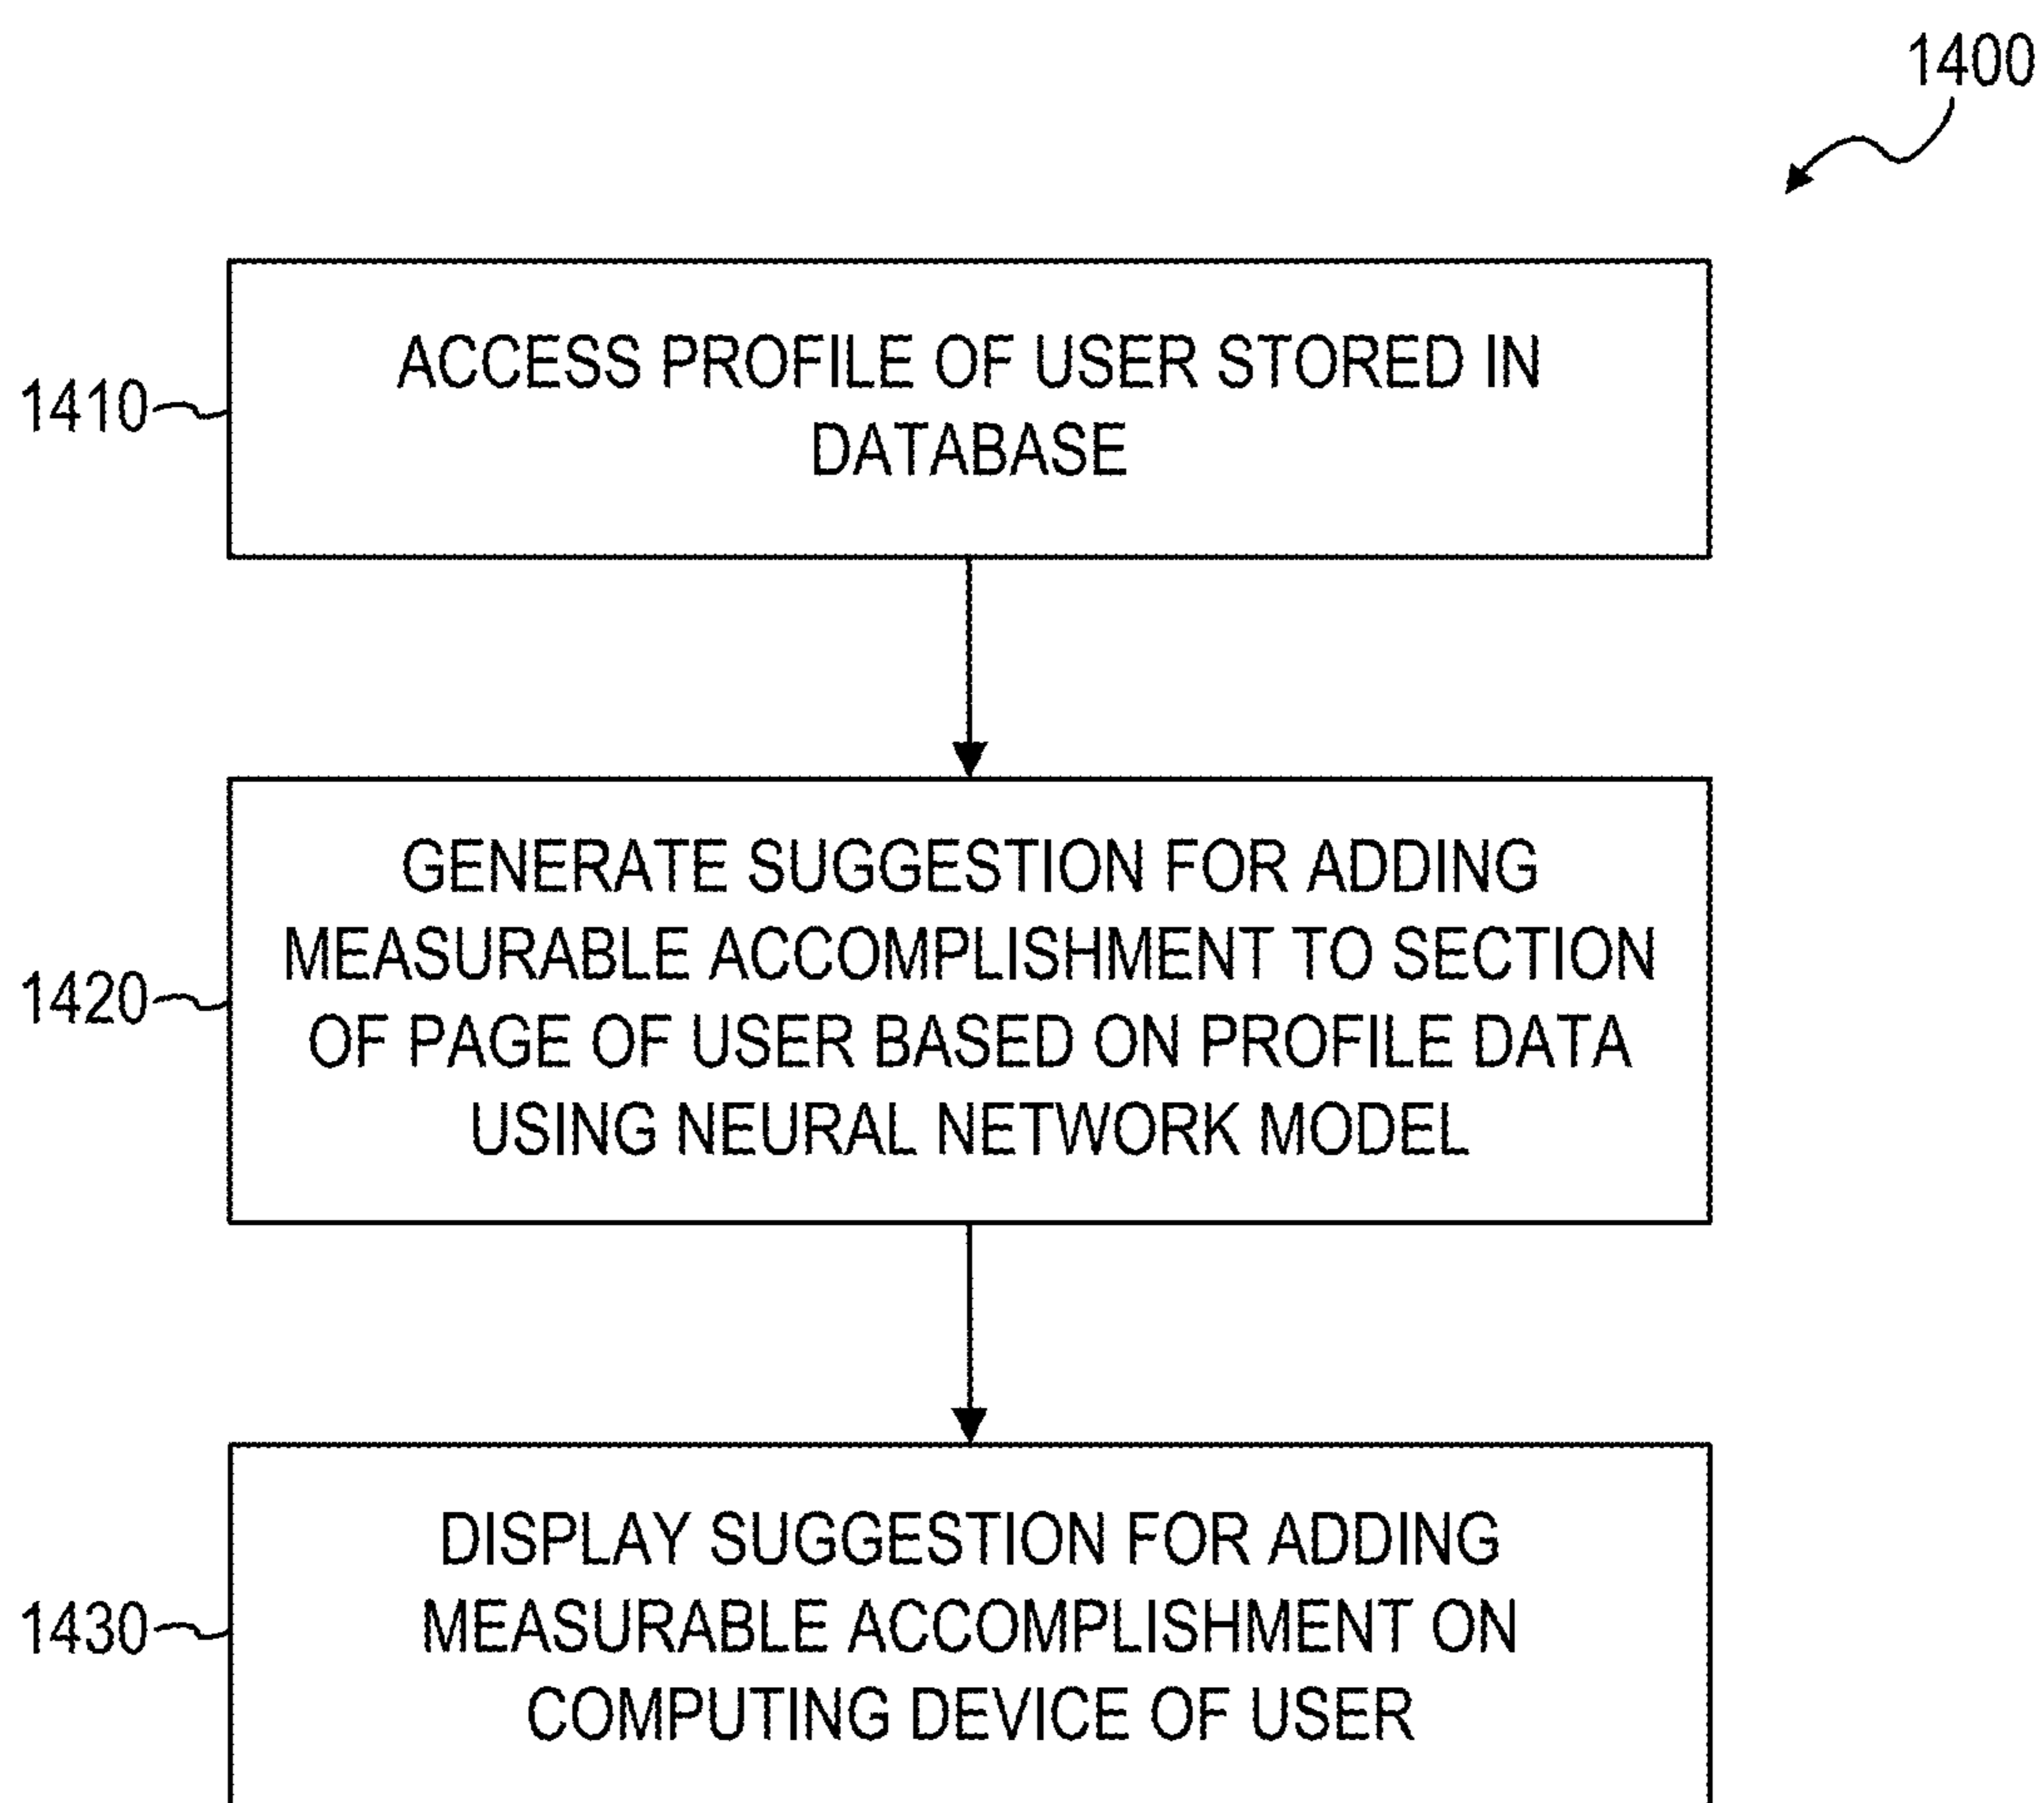 1400
1410
ACCESS PROFILE OF USER STORED IN
DATABASE
1420
GENERATE SUGGESTION FOR ADDING
MEASURABLE ACCOMPLISHMENT TO SECTION
OF PAGE OF USER BASED ON PROFILE DATA
USING NEURAL NETWORK MODEL
1430
DISPLAY SUGGESTION FOR ADDING
MEASURABLE ACCOMPLISHMENT ON
COMPUTING DEVICE OF USER